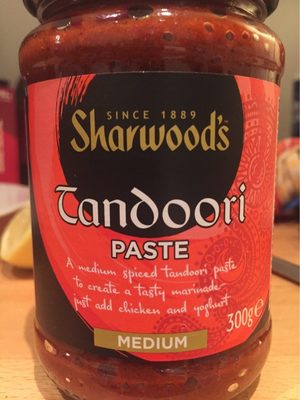 SINCE 1889
Sharwood's
Tandoori
PASTE
A medium spiced tandoori paste
to create a tasty marinade
just add chicken and yoghurt
300g e
MEDIUM